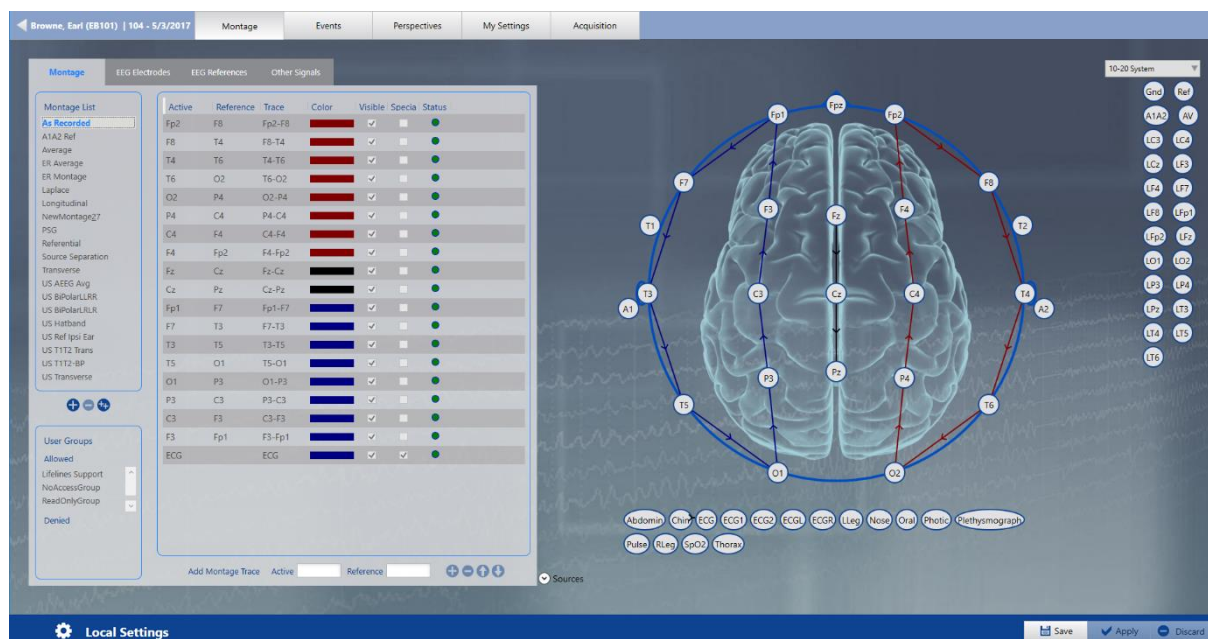 Browne, Earl (EB101) | 104 - 5/3/2017 Montage Events Perspectives My Settings Acquisition
Montage EEG Electrodes EEG References Other Signals
Montage List
As Recorded
A1A2 Ref
Average
ER Average
ER Montage
Laplace
Longitudinal
NewMontage27
PSG
Referential
Source Separation
Transverse
US AEEG Avg
US BiPolarLLRR
US BiPolarLRLR
US Hatband
US Ref Ipsi Ear
US T1T2 Trans
US T1T2-BP
US Transverse
User Groups
Allowed
Lifelines Support
NoAccessGroup
ReadOnlyGroup
Denied
Active Reference Trace Color Visible Specia Status
Fp2 F8 Fp2-F8
F8 T4 F8-T4
T4 T6 T4-T6
T6 O2 T6-O2
O2 P4 O2-P4
P4 C4 P4-C4
C4 F4 C4-F4
F4 Fp2 F4-Fp2
Fz Cz Fz-Cz
Cz Pz Cz-Pz
Fp1 F7 Fp1-F7
F7 T3 F7-T3
T3 T5 T3-T5
T5 O1 T5-O1
O1 P3 O1-P3
P3 C3 P3-C3
C3 F3 C3-F3
F3 Fp1 F3-Fp1
ECG ECG
Add Montage Trace Active Reference
Sources
Fpz
Fp1 Fp2
F7 F8
F3 Fz F4
T1 T2
T3 C3 Cz C4 T4
A1 A2
P3 Pz P4
T5 T6
O1 O2
Abdomin Chin ECG ECG1 ECG2 ECGL ECGR LLeg Nose Oral Photic Plethysmograph
Pulse RLeg SpO2 Thorax
10-20 System
Gnd Ref
A1A2 AV
LC3 LC4
LCz LF3
LF4 LF7
LF8 LFp1
LFp2 LFz
LO1 LO2
LP3 LP4
LPz LT3
LT4 LT5
LT6
Local Settings Save Apply Discard